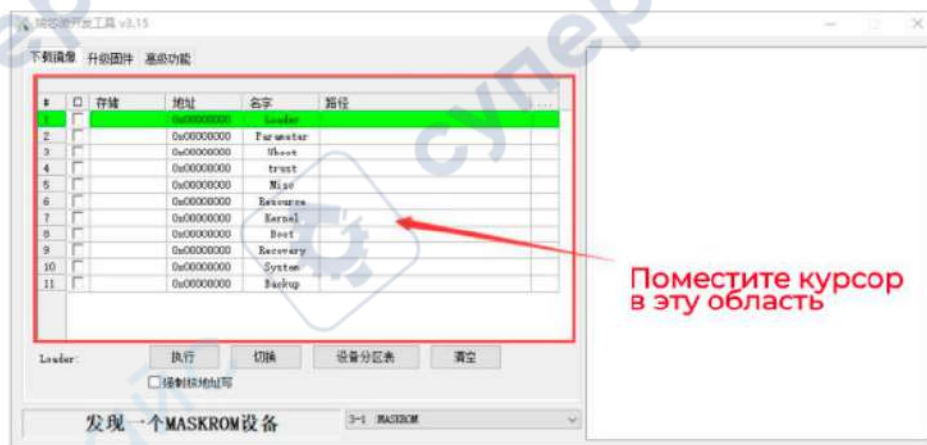 瑞芯微开发工具 v3.15
下载镜像 升级固件 高级功能
# 存储 地址 名字 路径 ...
1 0x00000000 Loader
2 0x00000000 Parameter
3 0x00000000 Uboot
4 0x00000000 trust
5 0x00000000 Misc
6 0x00000000 Resource
7 0x00000000 Kernel
8 0x00000000 Boot
9 0x00000000 Recovery
10 0x00000000 System
11 0x00000000 Backup
Поместите курсор
в эту область
Loader: 执行 切换 设备分区表 清空
强制按地址写
发现一个MASKROM设备 3-1 MASKROM
супер